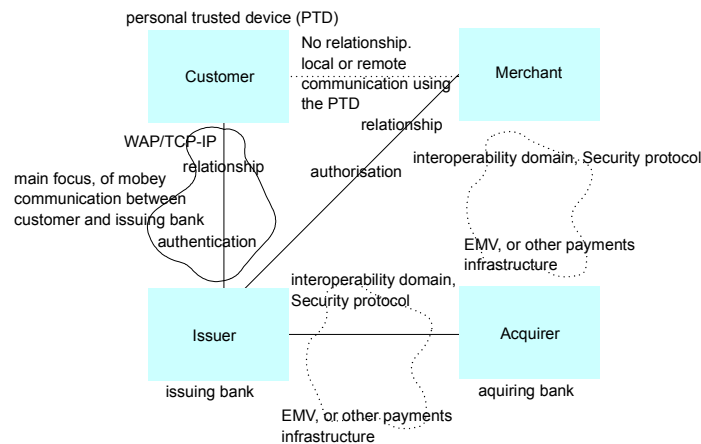 personal trusted device (PTD)
Customer
No relationship.
local or remote
communication using
the PTD
Merchant
relationship
WAP/TCP-IP
relationship
authorisation
interoperability domain, Security protocol
main focus, of mobey
communication between
customer and issuing bank
authentication
EMV, or other payments
infrastructure
interoperability domain,
Security protocol
Issuer
Acquirer
issuing bank
aquiring bank
EMV, or other payments
infrastructure